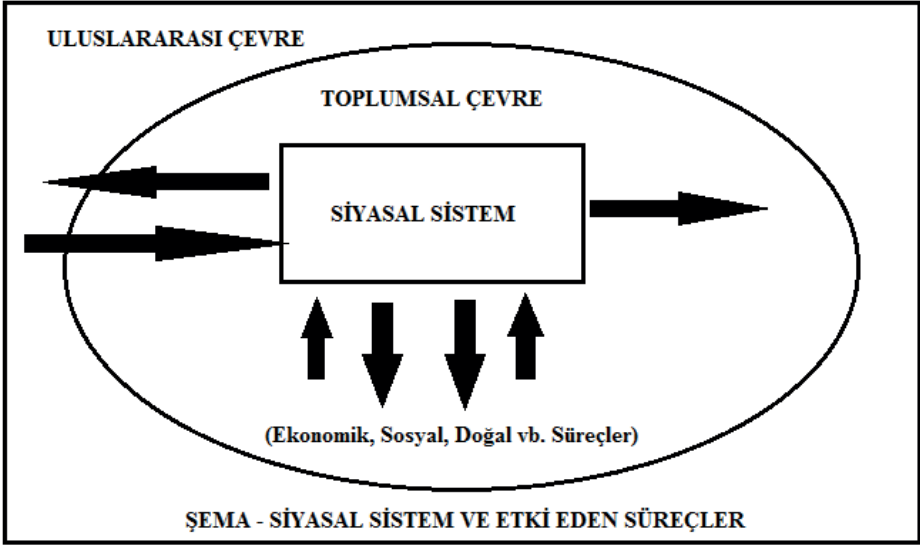 ULUSLARARASI ÇEVRE
TOPLUMSAL ÇEVRE
SİYASAL SİSTEM
(Ekonomik, Sosyal, Doğal vb. Süreçler)
ŞEMA - SİYASAL SİSTEM VE ETKİ EDEN SÜREÇLER